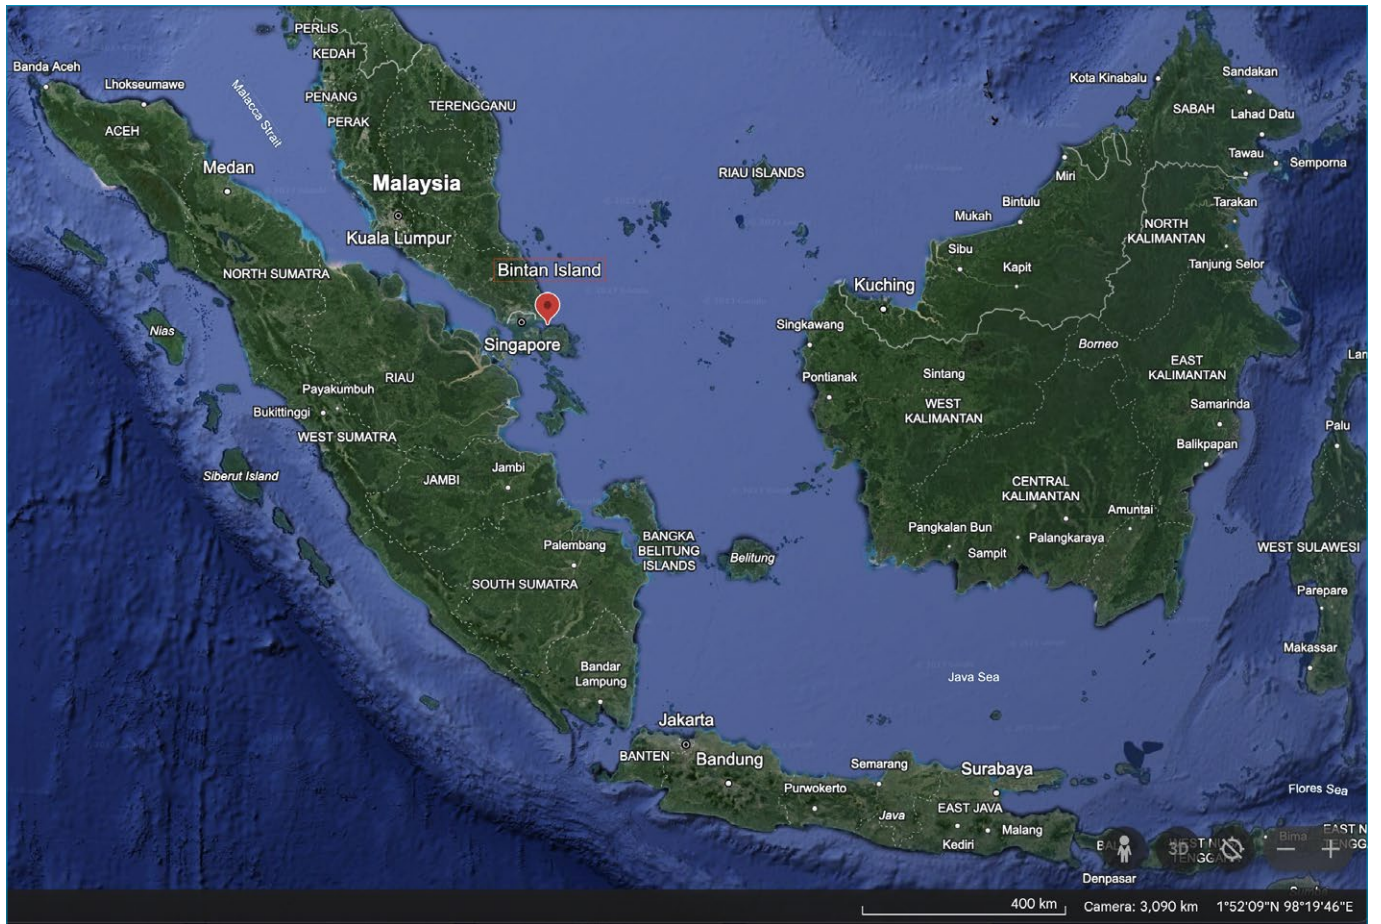 PERLIS
KEDAH
Banda Aceh
Lhokseumawe
ACEH
Malacca Strait
PENANG
PERAK
TERENGGANU
Kota Kinabalu
Sandakan
SABAH
Lahad Datu
Tawau
Semporna
Medan
Malaysia
RIAU ISLANDS
Miri
Bintulu
Mukah
Tarakan
NORTH
KALIMANTAN
Kuala Lumpur
Sibu
Kapit
Tanjung Selor
NORTH SUMATRA
Bintan Island
Kuching
Nias
Singapore
Singkawang
Borneo
EAST
KALIMANTAN
Lan
RIAU
Payakumbuh
Pontianak
Sintang
Bukittinggi
WEST
KALIMANTAN
Samarinda
WEST SUMATRA
Palu
Balikpapan
Siberut Island
JAMBI
Jambi
CENTRAL
KALIMANTAN
Amuntai
Pangkalan Bun
Sampit
Palangkaraya
Palembang
BANGKA
BELITUNG
ISLANDS
Belitung
WEST SULAWESI
SOUTH SUMATRA
Parepare
Makassar
Bandar
Lampung
Java Sea
Jakarta
BANTEN
Bandung
Semarang
Surabaya
Purwokerto
Flores Sea
Java
EAST JAVA
Kediri
Malang
3D
Bima
Denpasar
400 km
Camera: 3,090 km
1°52'09"N 98°19'46"E